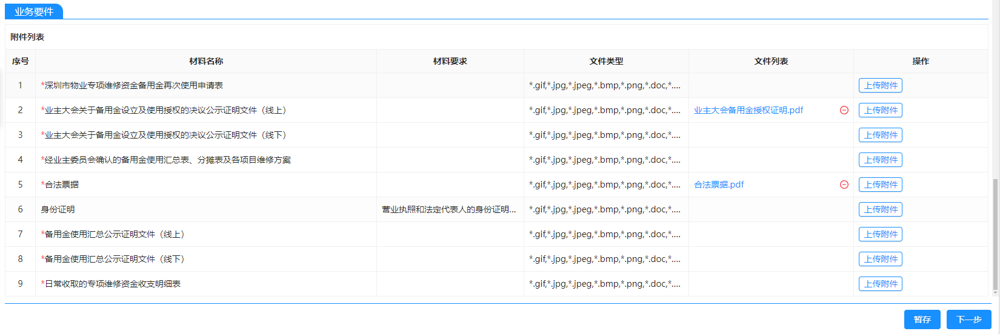 业务要件
附件列表
序号 材料名称 材料要求 文件类型 文件列表 操作
1 *深圳市物业专项维修资金备用金再次使用申请表 *.gif,*.jpg,*.jpeg,*.bmp,*.png,*.doc,*.... 上传附件
2 *业主大会关于备用金设立及使用授权的决议公示证明文件（线上） *.gif,*.jpg,*.jpeg,*.bmp,*.png,*.doc,*.... 业主大会备用金授权证明.pdf 上传附件
3 *业主大会关于备用金设立及使用授权的决议公示证明文件（线下） *.gif,*.jpg,*.jpeg,*.bmp,*.png,*.doc,*.... 上传附件
4 *经业主委员会确认的备用金使用汇总表、分摊表及各项目维修方案 *.gif,*.jpg,*.jpeg,*.bmp,*.png,*.doc,*.... 上传附件
5 *合法票据 *.gif,*.jpg,*.jpeg,*.bmp,*.png,*.doc,*.... 合法票据.pdf 上传附件
6 身份证明 营业执照和法定代表人的身份证明... *.gif,*.jpg,*.jpeg,*.bmp,*.png,*.doc,*.... 上传附件
7 *备用金使用汇总公示证明文件（线上） *.gif,*.jpg,*.jpeg,*.bmp,*.png,*.doc,*.... 上传附件
8 *备用金使用汇总公示证明文件（线下） *.gif,*.jpg,*.jpeg,*.bmp,*.png,*.doc,*.... 上传附件
9 *日常收取的专项维修资金收支明细表 *.gif,*.jpg,*.jpeg,*.bmp,*.png,*.doc,*.... 上传附件
暂存 下一步